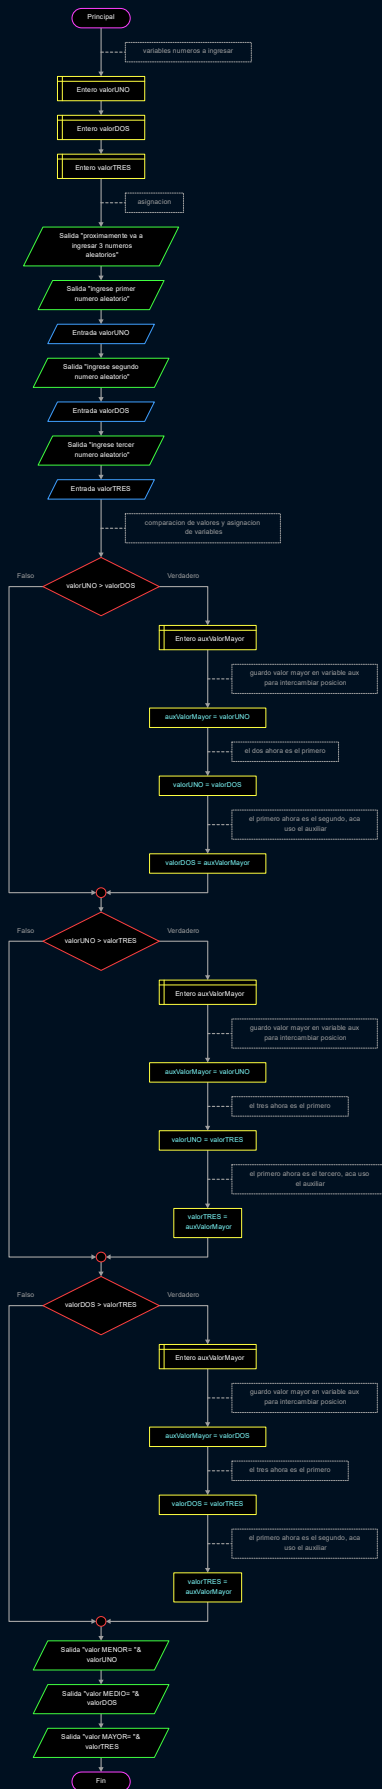 Principal
variables numeros a ingresar
Entero valorUNO
Entero valorDOS
Entero valorTRES
asignacion
Salida "proximamente va a
ingresar 3 numeros
aleatorios"
Salida "ingrese primer
numero aleatorio"
Entrada valorUNO
Salida "ingrese segundo
numero aleatorio"
Entrada valorDOS
Salida "ingrese tercer
numero aleatorio"
Entrada valorTRES
comparacion de valores y asignacion
de variables
Falso
Verdadero
valorUNO > valorDOS
Entero auxValorMayor
guardo valor mayor en variable aux
para intercambiar posicion
auxValorMayor = valorUNO
el dos ahora es el primero
valorUNO = valorDOS
el primero ahora es el segundo, aca
uso el auxiliar
valorDOS = auxValorMayor
Falso
Verdadero
valorUNO > valorTRES
Entero auxValorMayor
guardo valor mayor en variable aux
para intercambiar posicion
auxValorMayor = valorUNO
el tres ahora es el primero
valorUNO = valorTRES
el primero ahora es el tercero, aca uso
el auxiliar
valorTRES =
auxValorMayor
Falso
Verdadero
valorDOS > valorTRES
Entero auxValorMayor
guardo valor mayor en variable aux
para intercambiar posicion
auxValorMayor = valorDOS
el tres ahora es el primero
valorDOS = valorTRES
el primero ahora es el segundo, aca
uso el auxiliar
valorTRES =
auxValorMayor
Salida "valor MENOR= "&
valorUNO
Salida "valor MEDIO= "&
valorDOS
Salida "valor MAYOR= "&
valorTRES
Fin